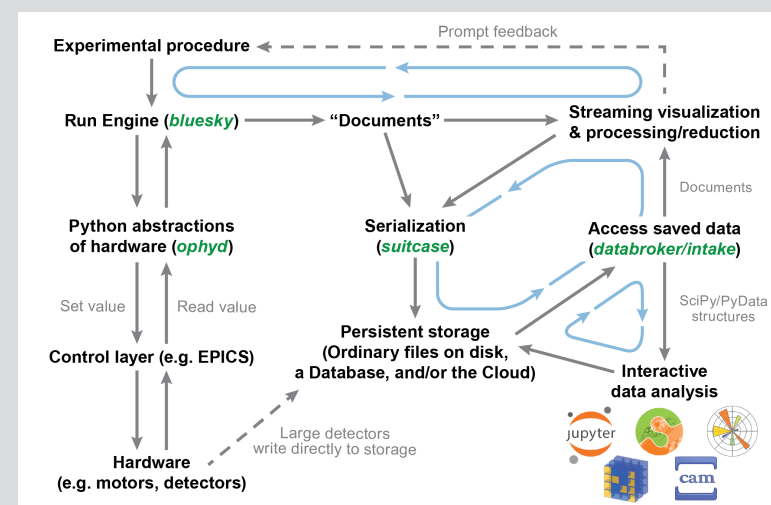 Prompt feedback
Experimental procedure
Run Engine (bluesky)
“Documents”
Streaming visualization
& processing/reduction
Documents
Python abstractions
of hardware (ophyd)
Serialization
(suitcase)
Access saved data
(databroker/intake)
Set value
Read value
SciPy/PyData
structures
Control layer (e.g. EPICS)
Persistent storage
(Ordinary files on disk,
a Database, and/or the Cloud)
Interactive
data analysis
Large detectors
write directly to storage
Hardware
(e.g. motors, detectors)
jupyter
cam